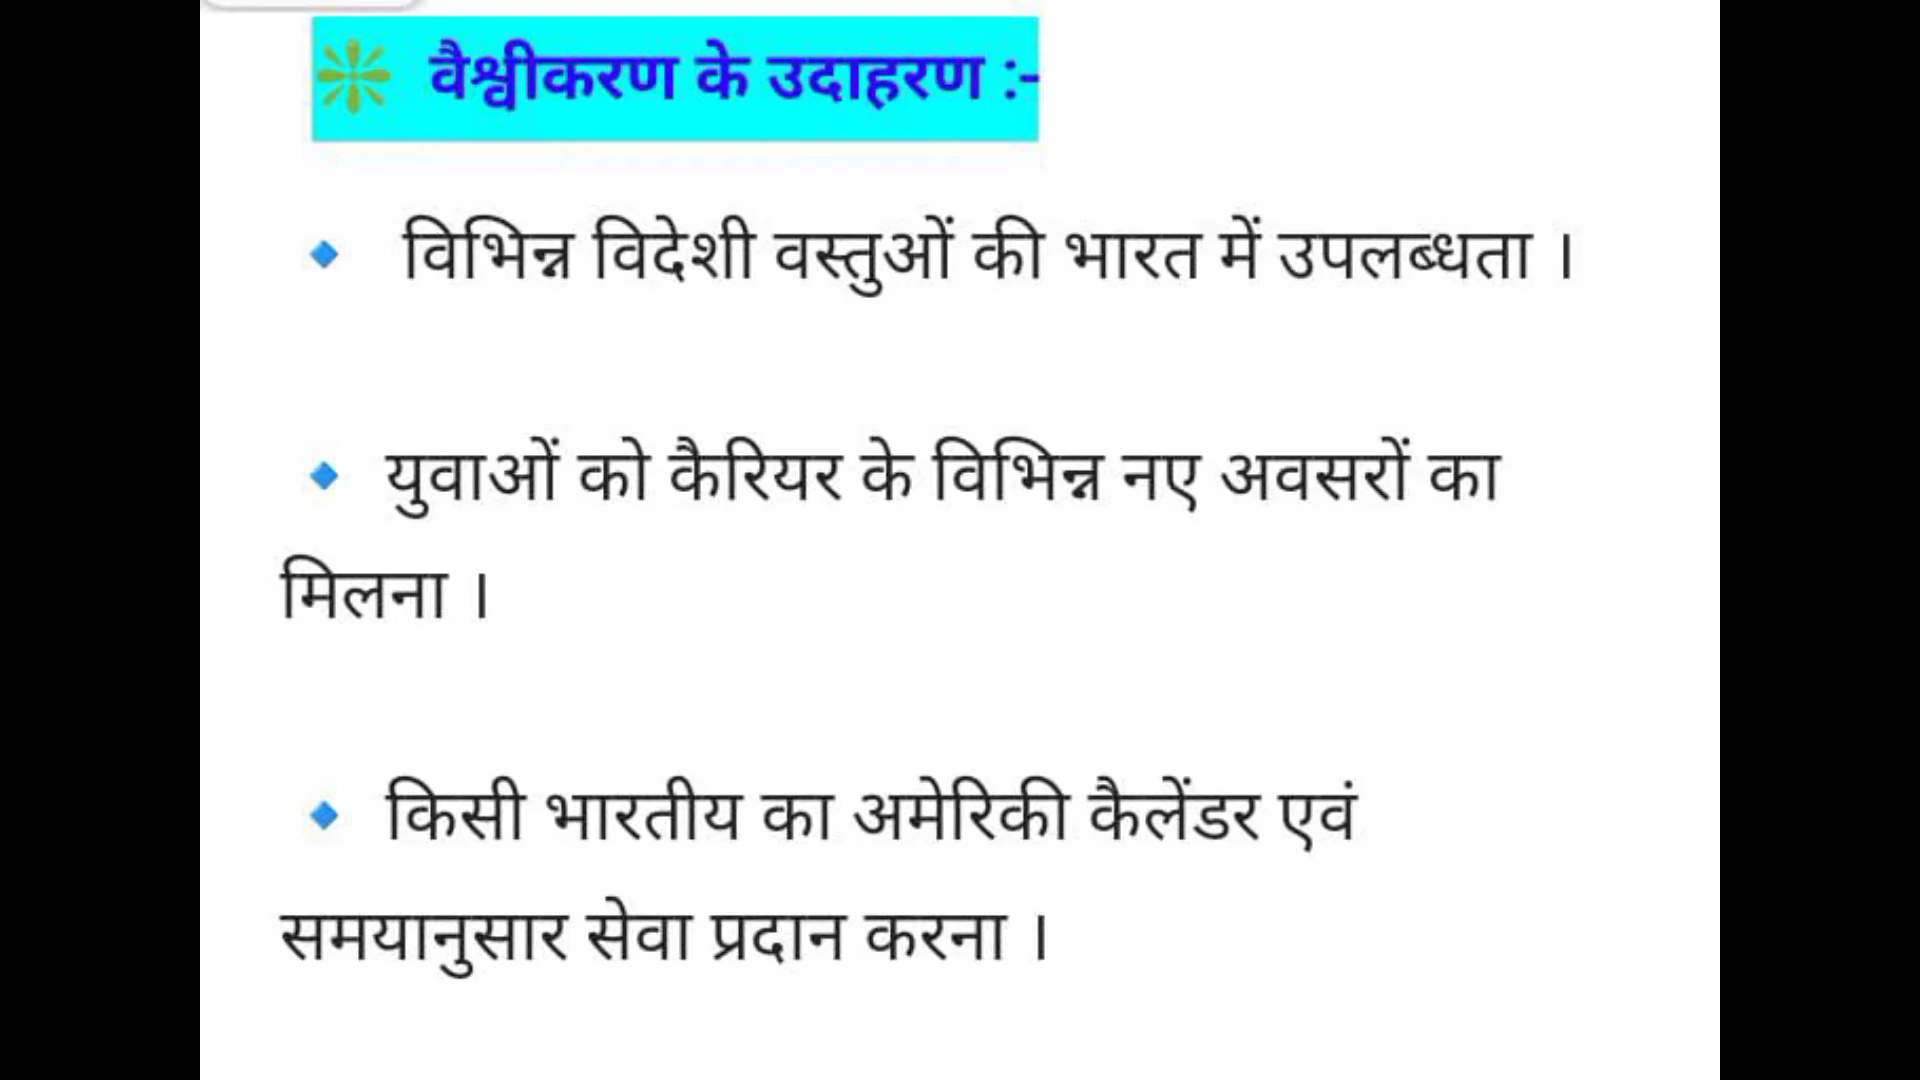 ❇ वैश्वीकरण के उदाहरण :-
🔹 विभिन्न विदेशी वस्तुओं की भारत में उपलब्धता ।
🔹 युवाओं को कैरियर के विभिन्न नए अवसरों का
मिलना ।
🔹 किसी भारतीय का अमेरिकी कैलेंडर एवं
समयानुसार सेवा प्रदान करना ।